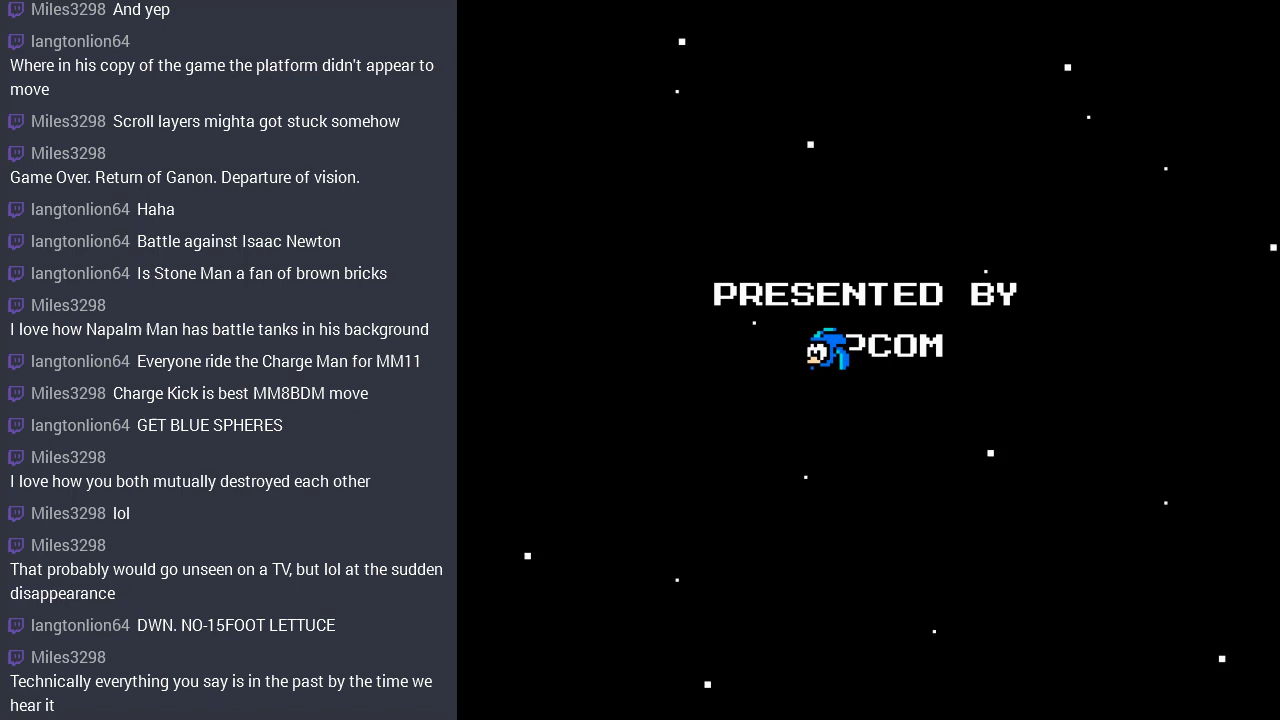 Miles3298 And yep
langtonlion64
Where in his copy of the game the platform didn't appear to
move
Miles3298 Scroll layers mighta got stuck somehow
Miles3298
Game Over. Return of Ganon. Departure of vision.
langtonlion64 Haha
langtonlion64 Battle against Isaac Newton
langtonlion64 Is Stone Man a fan of brown bricks
Miles3298
I love how Napalm Man has battle tanks in his background
langtonlion64 Everyone ride the Charge Man for MM11
Miles3298 Charge Kick is best MM8BDM move
langtonlion64 GET BLUE SPHERES
Miles3298
I love how you both mutually destroyed each other
Miles3298 lol
Miles3298
That probably would go unseen on a TV, but lol at the sudden
disappearance
langtonlion64 DWN. NO-15FOOT LETTUCE
Miles3298
Technically everything you say is in the past by the time we
hear it
PRESENTED BY
PCOM